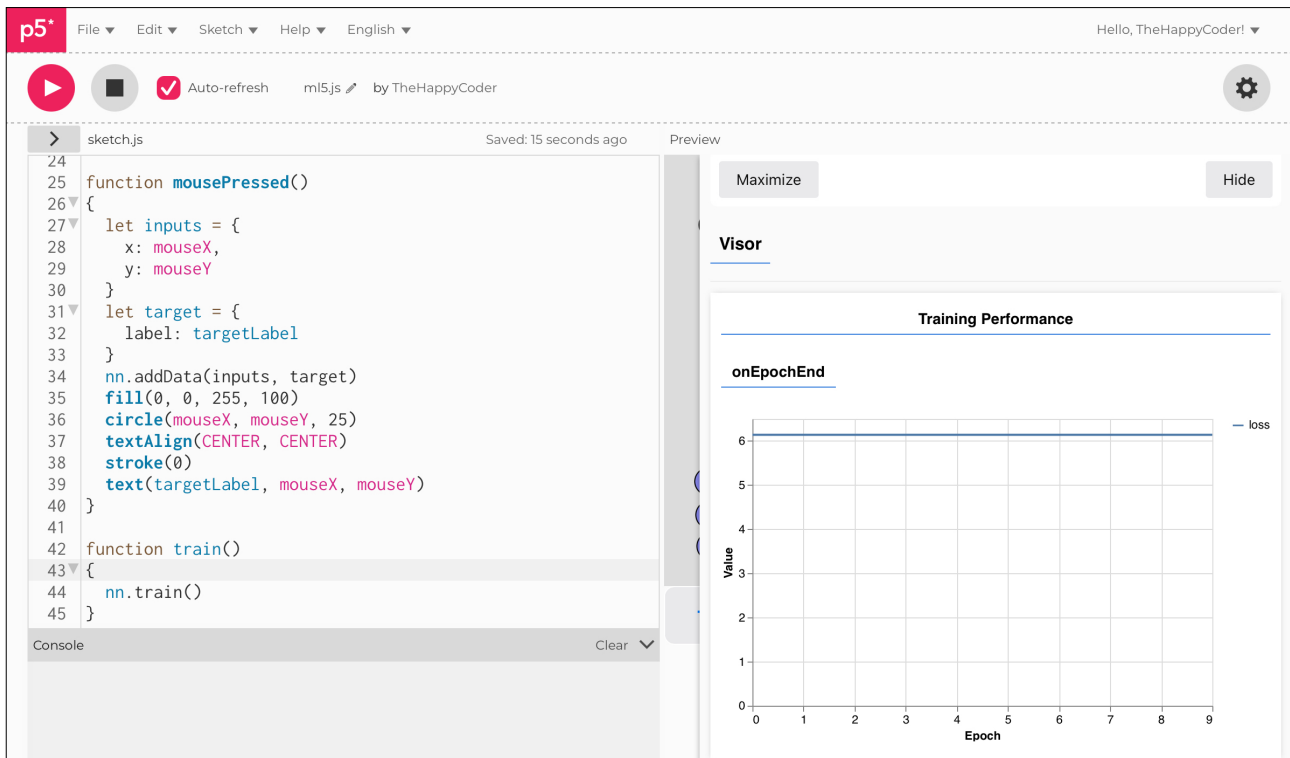 p5* File Edit Sketch Help English Hello, TheHappyCoder!
Auto-refresh ml5.js by TheHappyCoder
sketch.js Saved: 15 seconds ago Preview
24
25 function mousePressed()
26 {
27 let inputs = {
28 x: mouseX,
29 y: mouseY
30 }
31 let target = {
32 label: targetLabel
33 }
34 nn.addData(inputs, target)
35 fill(0, 0, 255, 100)
36 circle(mouseX, mouseY, 25)
37 textAlign(CENTER, CENTER)
38 stroke(0)
39 text(targetLabel, mouseX, mouseY)
40 }
41
42 function train()
43 {
44 nn.train()
45 }
Console Clear
Maximize Hide
Visor
Training Performance
onEpochEnd
loss
6
5
4
3
2
1
0
Value
0 1 2 3 4 5 6 7 8 9
Epoch